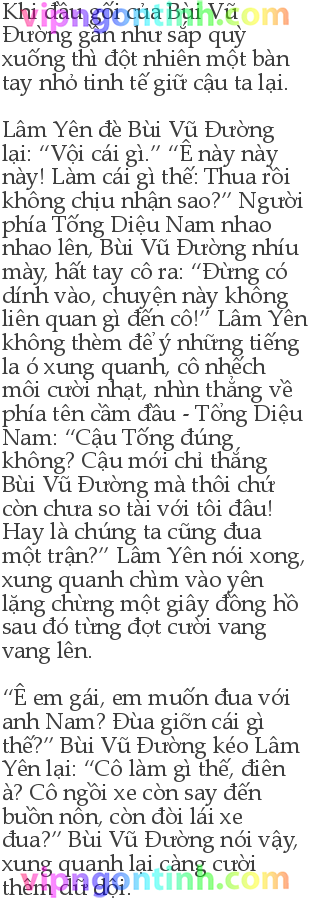 Khi đầu gối của Bùi Vũ
Đường gần như sắp quỳ
xuống thì đột nhiên một bàn
tay nhỏ tinh tế giữ cậu ta lại.
Lâm Yên đè Bùi Vũ Đường
lại: “Vội cái gì.” “Ê này này
này! Làm cái gì thế: Thua rồi
không chịu nhận sao?” Người
phía Tống Diệu Nam nhao
nhao lên, Bùi Vũ Đường nhíu
mày, hất tay cô ra: “Đừng có
dính vào, chuyện này không
liên quan gì đến cô!” Lâm Yên
không thèm để ý những tiếng
la ó xung quanh, cô nhếch
môi cười nhạt, nhìn thẳng về
phía tên cầm đầu - Tổng Diệu
Nam: “Cậu Tống đúng
không? Cậu mới chỉ thắng
Bùi Vũ Đường mà thôi chứ
còn chưa so tài với tôi đâu!
Hay là chúng ta cũng đua
một trận?” Lâm Yên nói xong,
xung quanh chìm vào yên
lặng chừng một giây đồng hồ
sau đó từng đợt cười vang
vang lên.
“Ê em gái, em muốn đua với
anh Nam? Đùa giỡn cái gì
thế?” Bùi Vũ Đường kéo Lâm
Yên lại: “Cô làm gì thế, điên
à? Cô ngồi xe còn say đến
buồn nôn, còn đòi lái xe
đua?” Bùi Vũ Đường nói vậy,
xung quanh lại càng cười
thêm dữ dội.
vipngontinh.com
vipngontinh.com